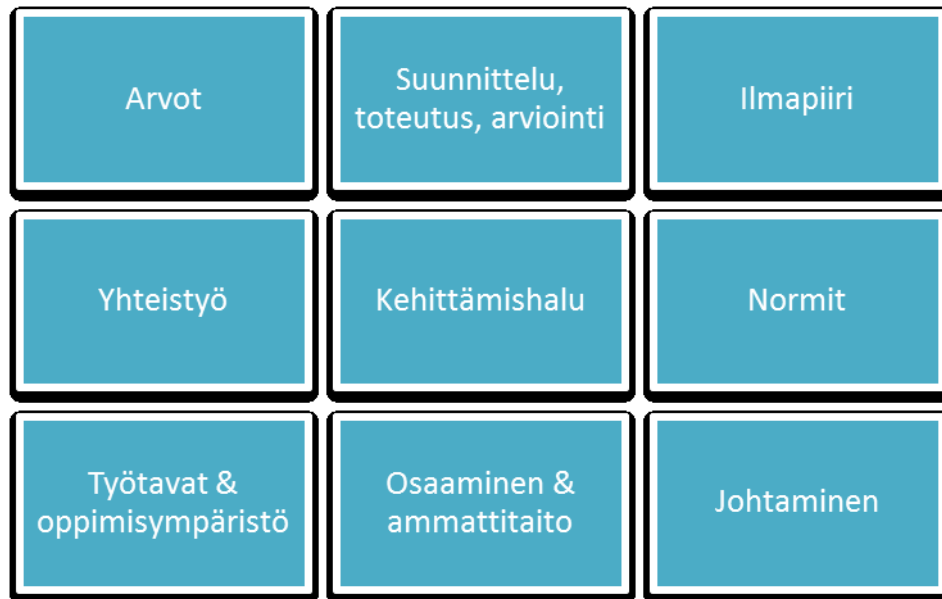 Arvot
Suunnittelu,
toteutus, arviointi
Ilmapiiri
Yhteistyö
Kehittämishalu
Normit
Työtavat &
oppimisympäristö
Osaaminen &
ammattitaito
Johtaminen